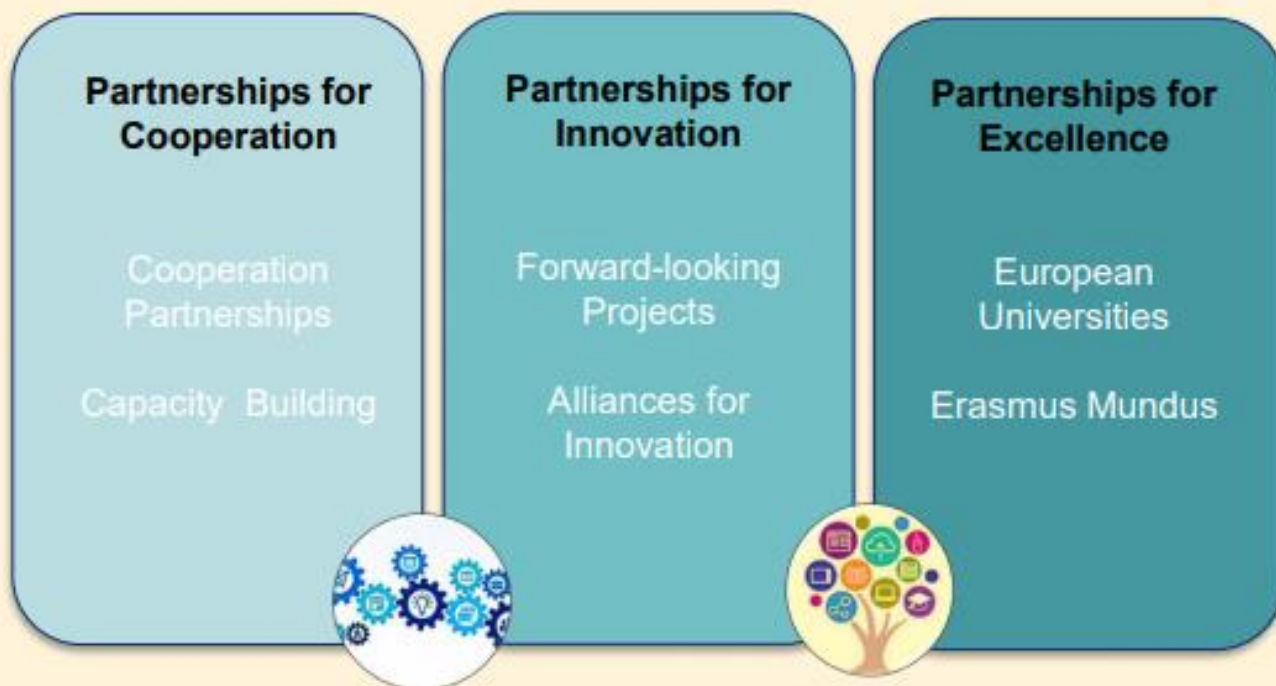 Partnerships for
Cooperation
Cooperation
Partnerships
Capacity Building
Partnerships for
Innovation
Forward-looking
Projects
Alliances for
Innovation
Partnerships for
Excellence
European
Universities
Erasmus Mundus